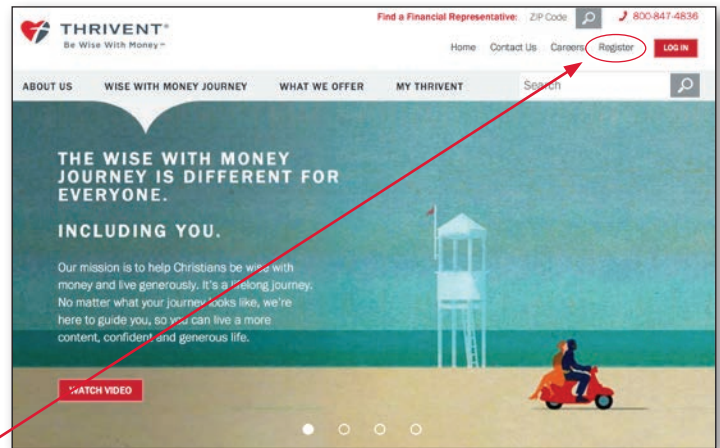 THRIVENT®
Be Wise With Money℠
Find a Financial Representative: ZIP Code 800-847-4836
Home Contact Us Careers Register LOG IN
ABOUT US WISE WITH MONEY JOURNEY WHAT WE OFFER MY THRIVENT Search
THE WISE WITH MONEY
JOURNEY IS DIFFERENT FOR
EVERYONE.
INCLUDING YOU.
Our mission is to help Christians be wise with
money and live generously. It's a lifelong journey.
No matter what your journey looks like, we're
here to guide you, so you can live a more
content, confident and generous life.
WATCH VIDEO